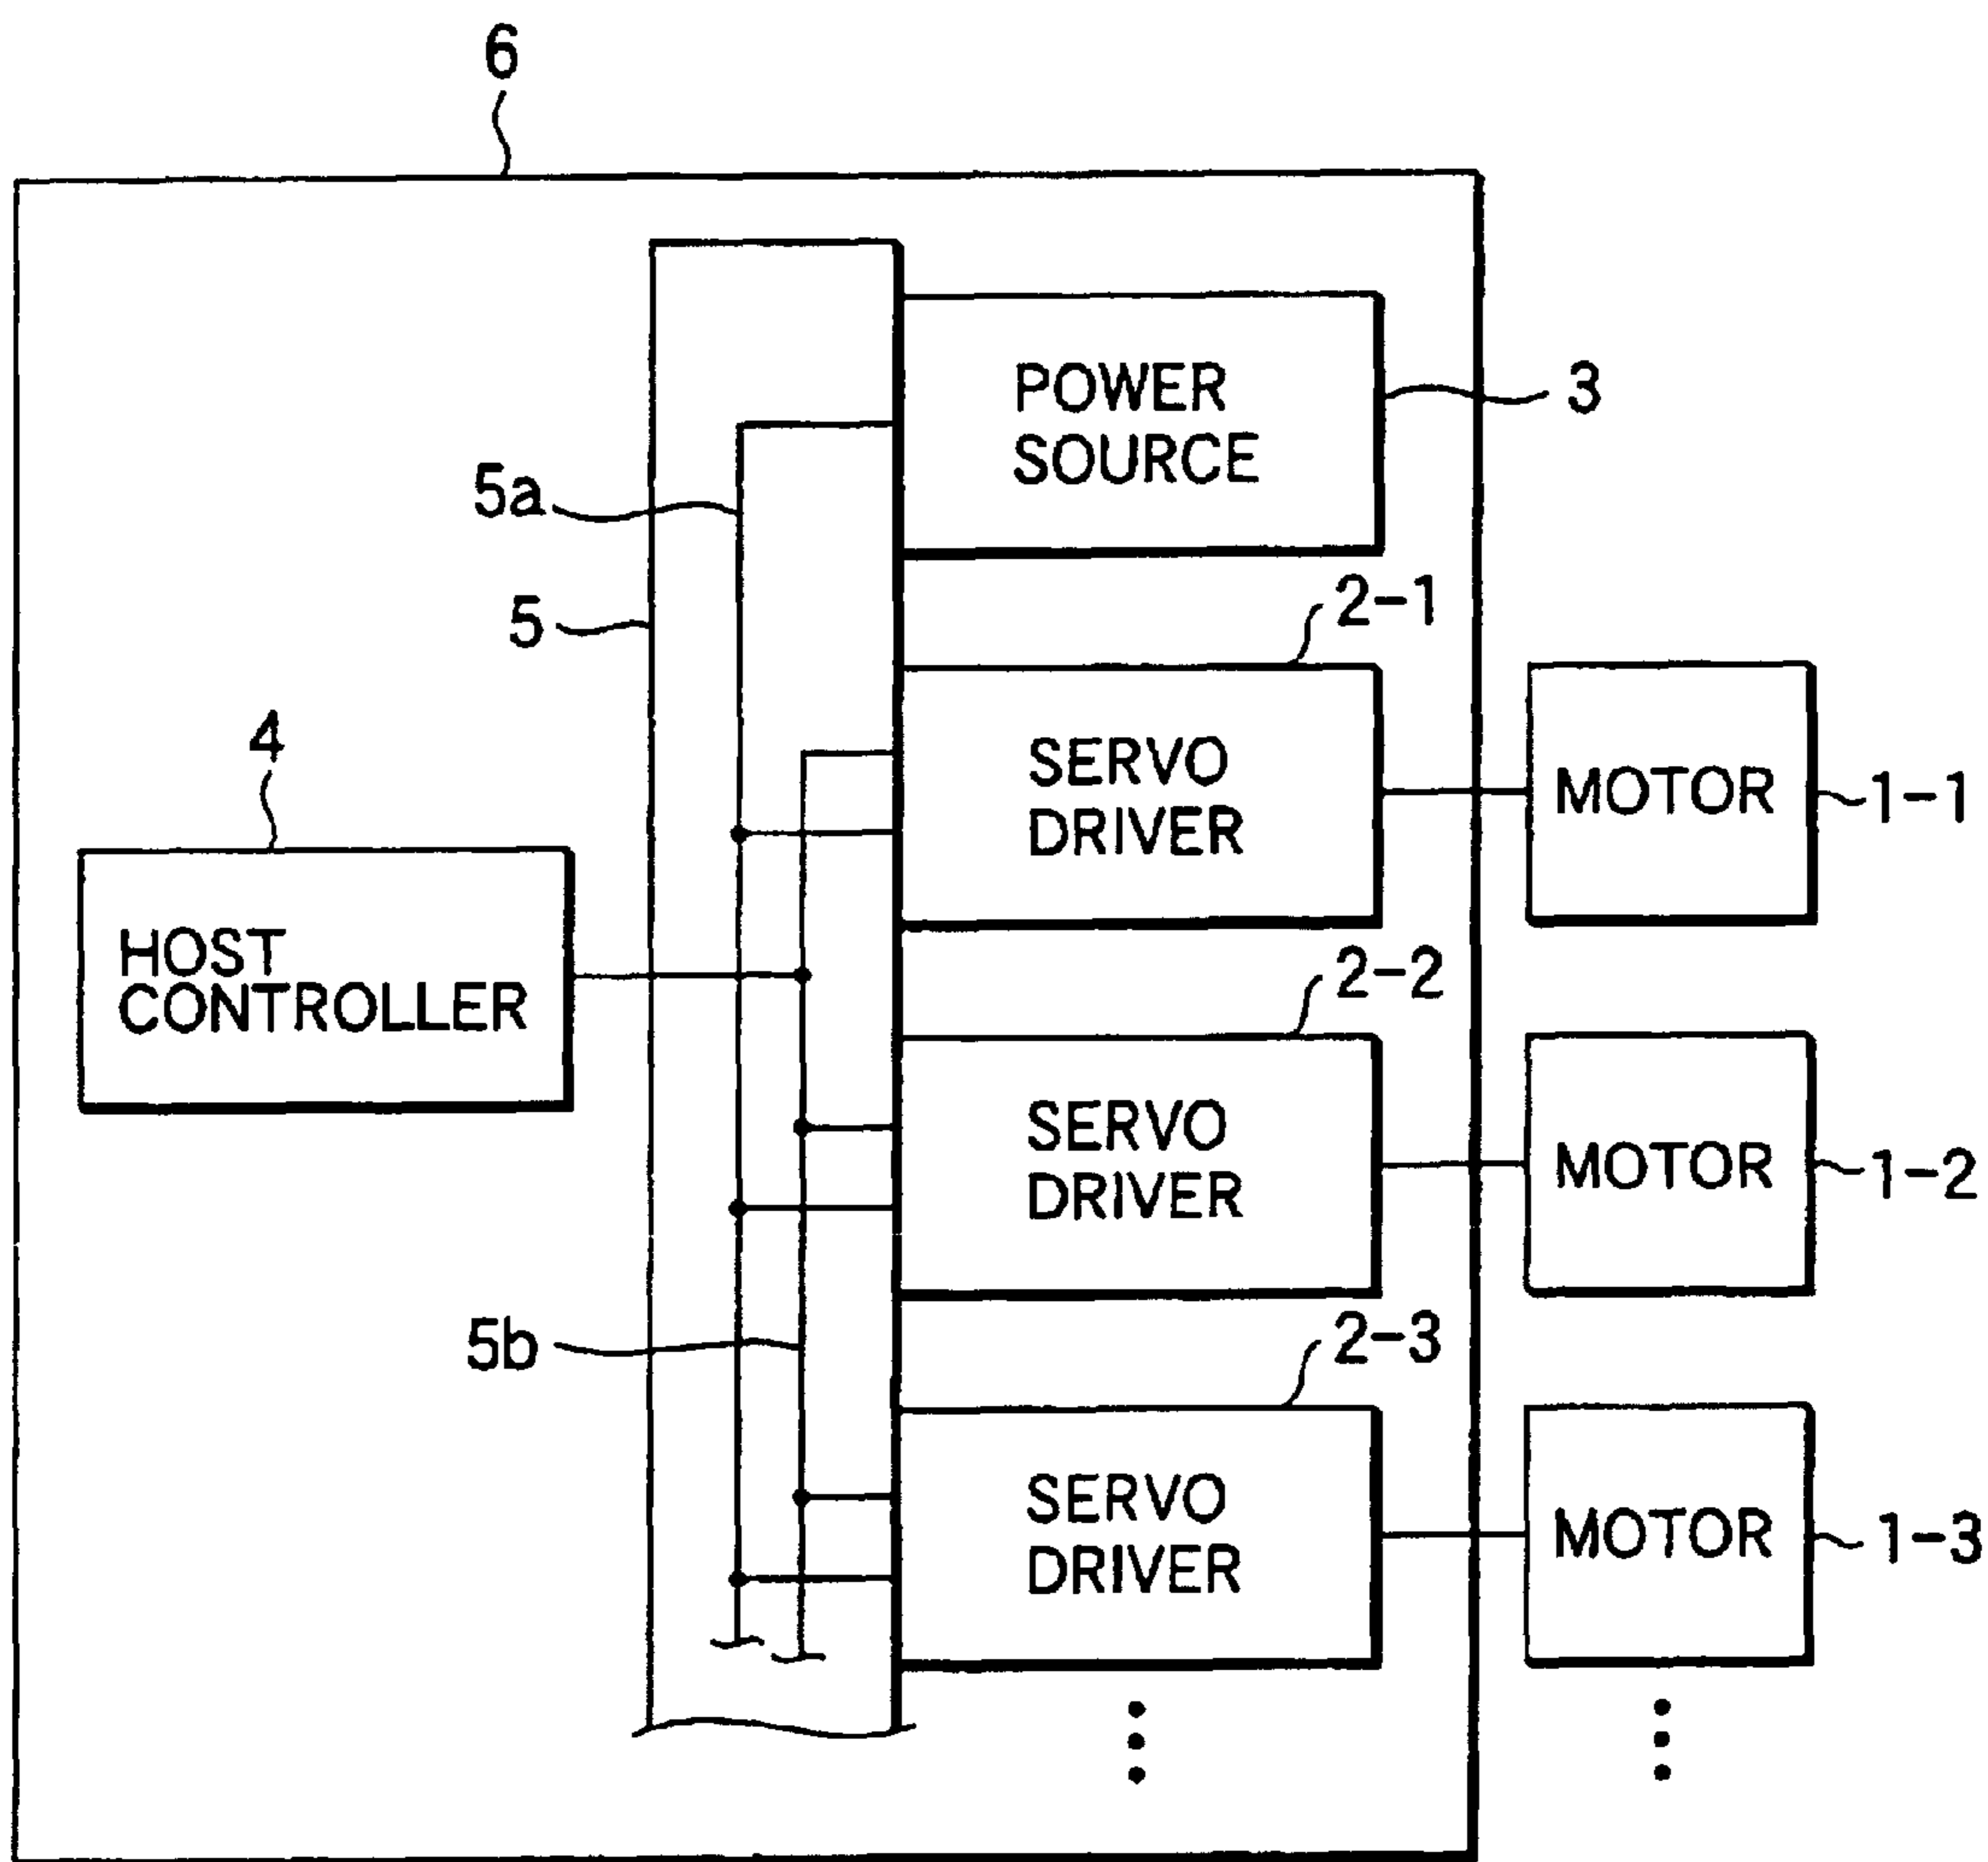 6
POWER
SOURCE
3
5a
5
2-1
SERVO
DRIVER
MOTOR
1-1
4
HOST
CONTROLLER
2-2
SERVO
DRIVER
MOTOR
1-2
5b
2-3
SERVO
DRIVER
MOTOR
1-3